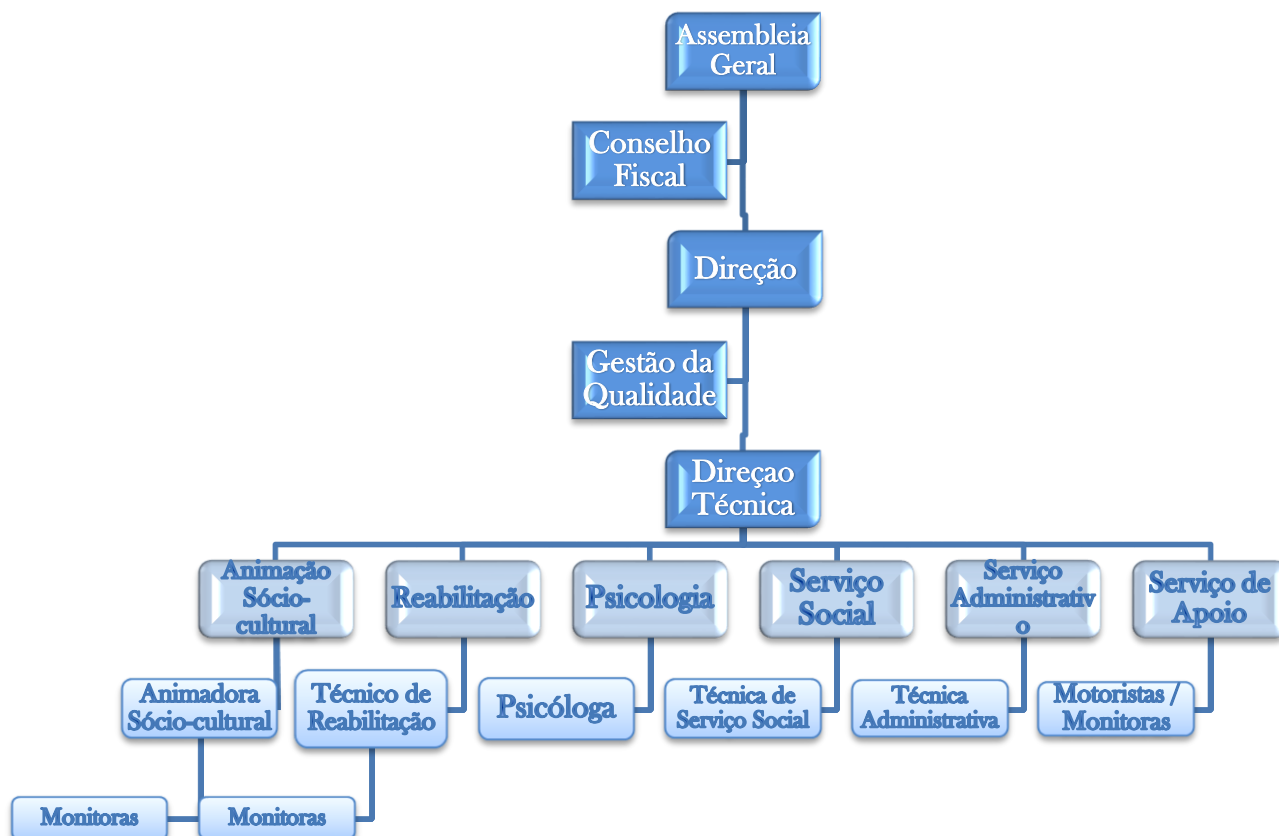 Assembleia
Geral
Conselho
Fiscal
Direção
Gestão da
Qualidade
Direçao
Técnica
Animação
Sócio-
cultural
Reabilitação
Psicologia
Serviço
Social
Serviço
Administrativ
o
Serviço de
Apoio
Animadora
Sócio-cultural
Técnico de
Reabilitação
Psicóloga
Técnica de
Serviço Social
Técnica
Administrativa
Motoristas /
Monitoras
Monitoras
Monitoras